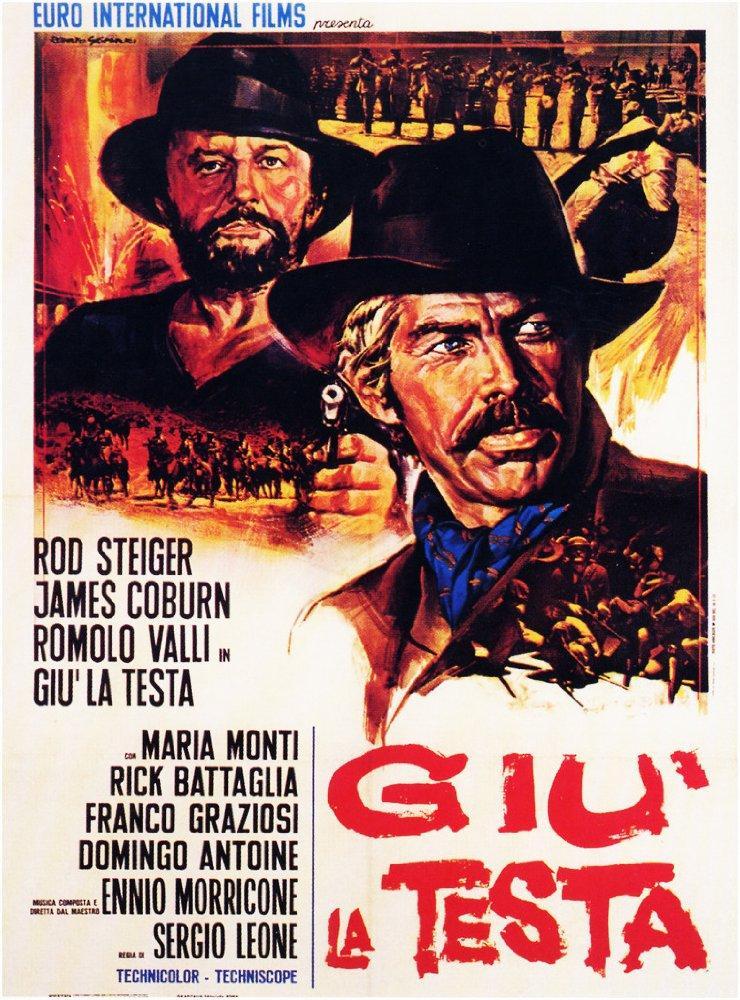 EURO INTERNATIONAL FILMS presenta
ROD STEIGER
JAMES COBURN
ROMOLO VALLI IN
GIU' LA TESTA
CON MARIA MONTI
RICK BATTAGLIA
FRANCO GRAZIOSI
DOMINGO ANTOINE
MUSICA COMPOSTA E
DIRETTA DAL MAESTRO ENNIO MORRICONE
REGIA DI SERGIO LEONE
TECHNICOLOR - TECHNISCOPE
GIU'
LA TESTA